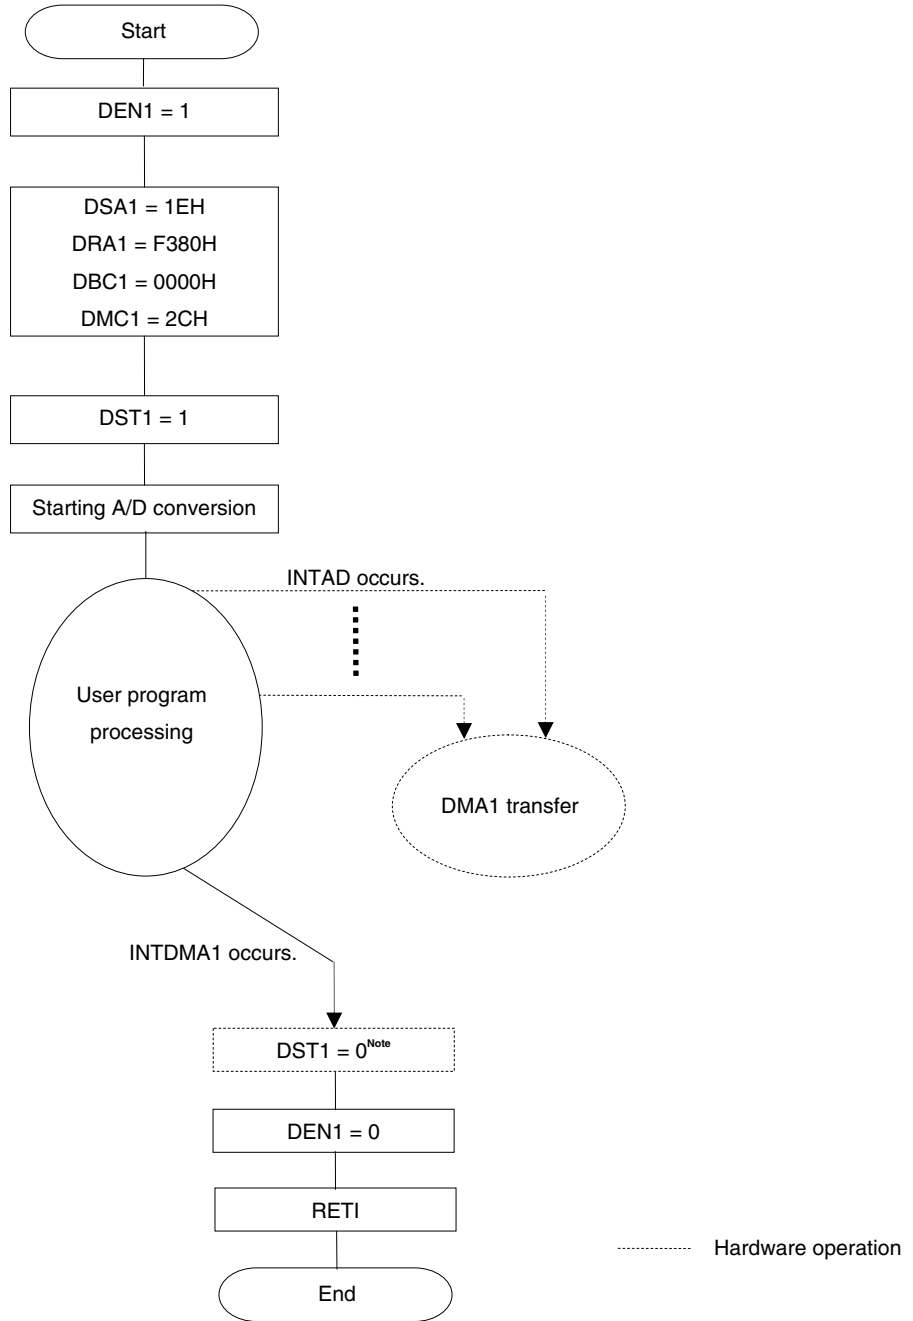 Start
DEN1 = 1
DSA1 = 1EH
DRA1 = F380H
DBC1 = 0000H
DMC1 = 2CH
DST1 = 1
Starting A/D conversion
INTAD occurs.
User program
processing
DMA1 transfer
INTDMA1 occurs.
DST1 = 0Note
DEN1 = 0
RETI
Hardware operation
End